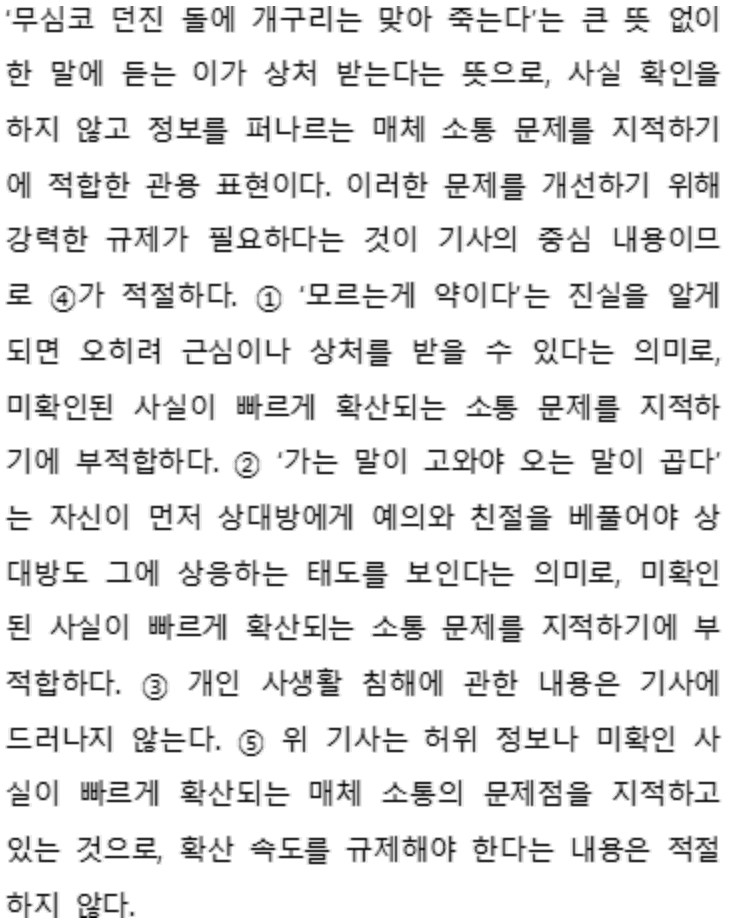 ‘무심코 던진 돌에 개구리는 맞아 죽는다’는 큰 뜻 없이
한 말에 듣는 이가 상처 받는다는 뜻으로, 사실 확인을
하지 않고 정보를 퍼나르는 매체 소통 문제를 지적하기
에 적합한 관용 표현이다. 이러한 문제를 개선하기 위해
강력한 규제가 필요하다는 것이 기사의 중심 내용이므
로 ④가 적절하다. ① ‘모르는게 약이다’는 진실을 알게
되면 오히려 근심이나 상처를 받을 수 있다는 의미로,
미확인된 사실이 빠르게 확산되는 소통 문제를 지적하
기에 부적합하다. ② ‘가는 말이 고와야 오는 말이 곱다’
는 자신이 먼저 상대방에게 예의와 친절을 베풀어야 상
대방도 그에 상응하는 태도를 보인다는 의미로, 미확인
된 사실이 빠르게 확산되는 소통 문제를 지적하기에 부
적합하다. ③ 개인 사생활 침해에 관한 내용은 기사에
드러나지 않는다. ⑤ 위 기사는 허위 정보나 미확인 사
실이 빠르게 확산되는 매체 소통의 문제점을 지적하고
있는 것으로, 확산 속도를 규제해야 한다는 내용은 적절
하지 않다.